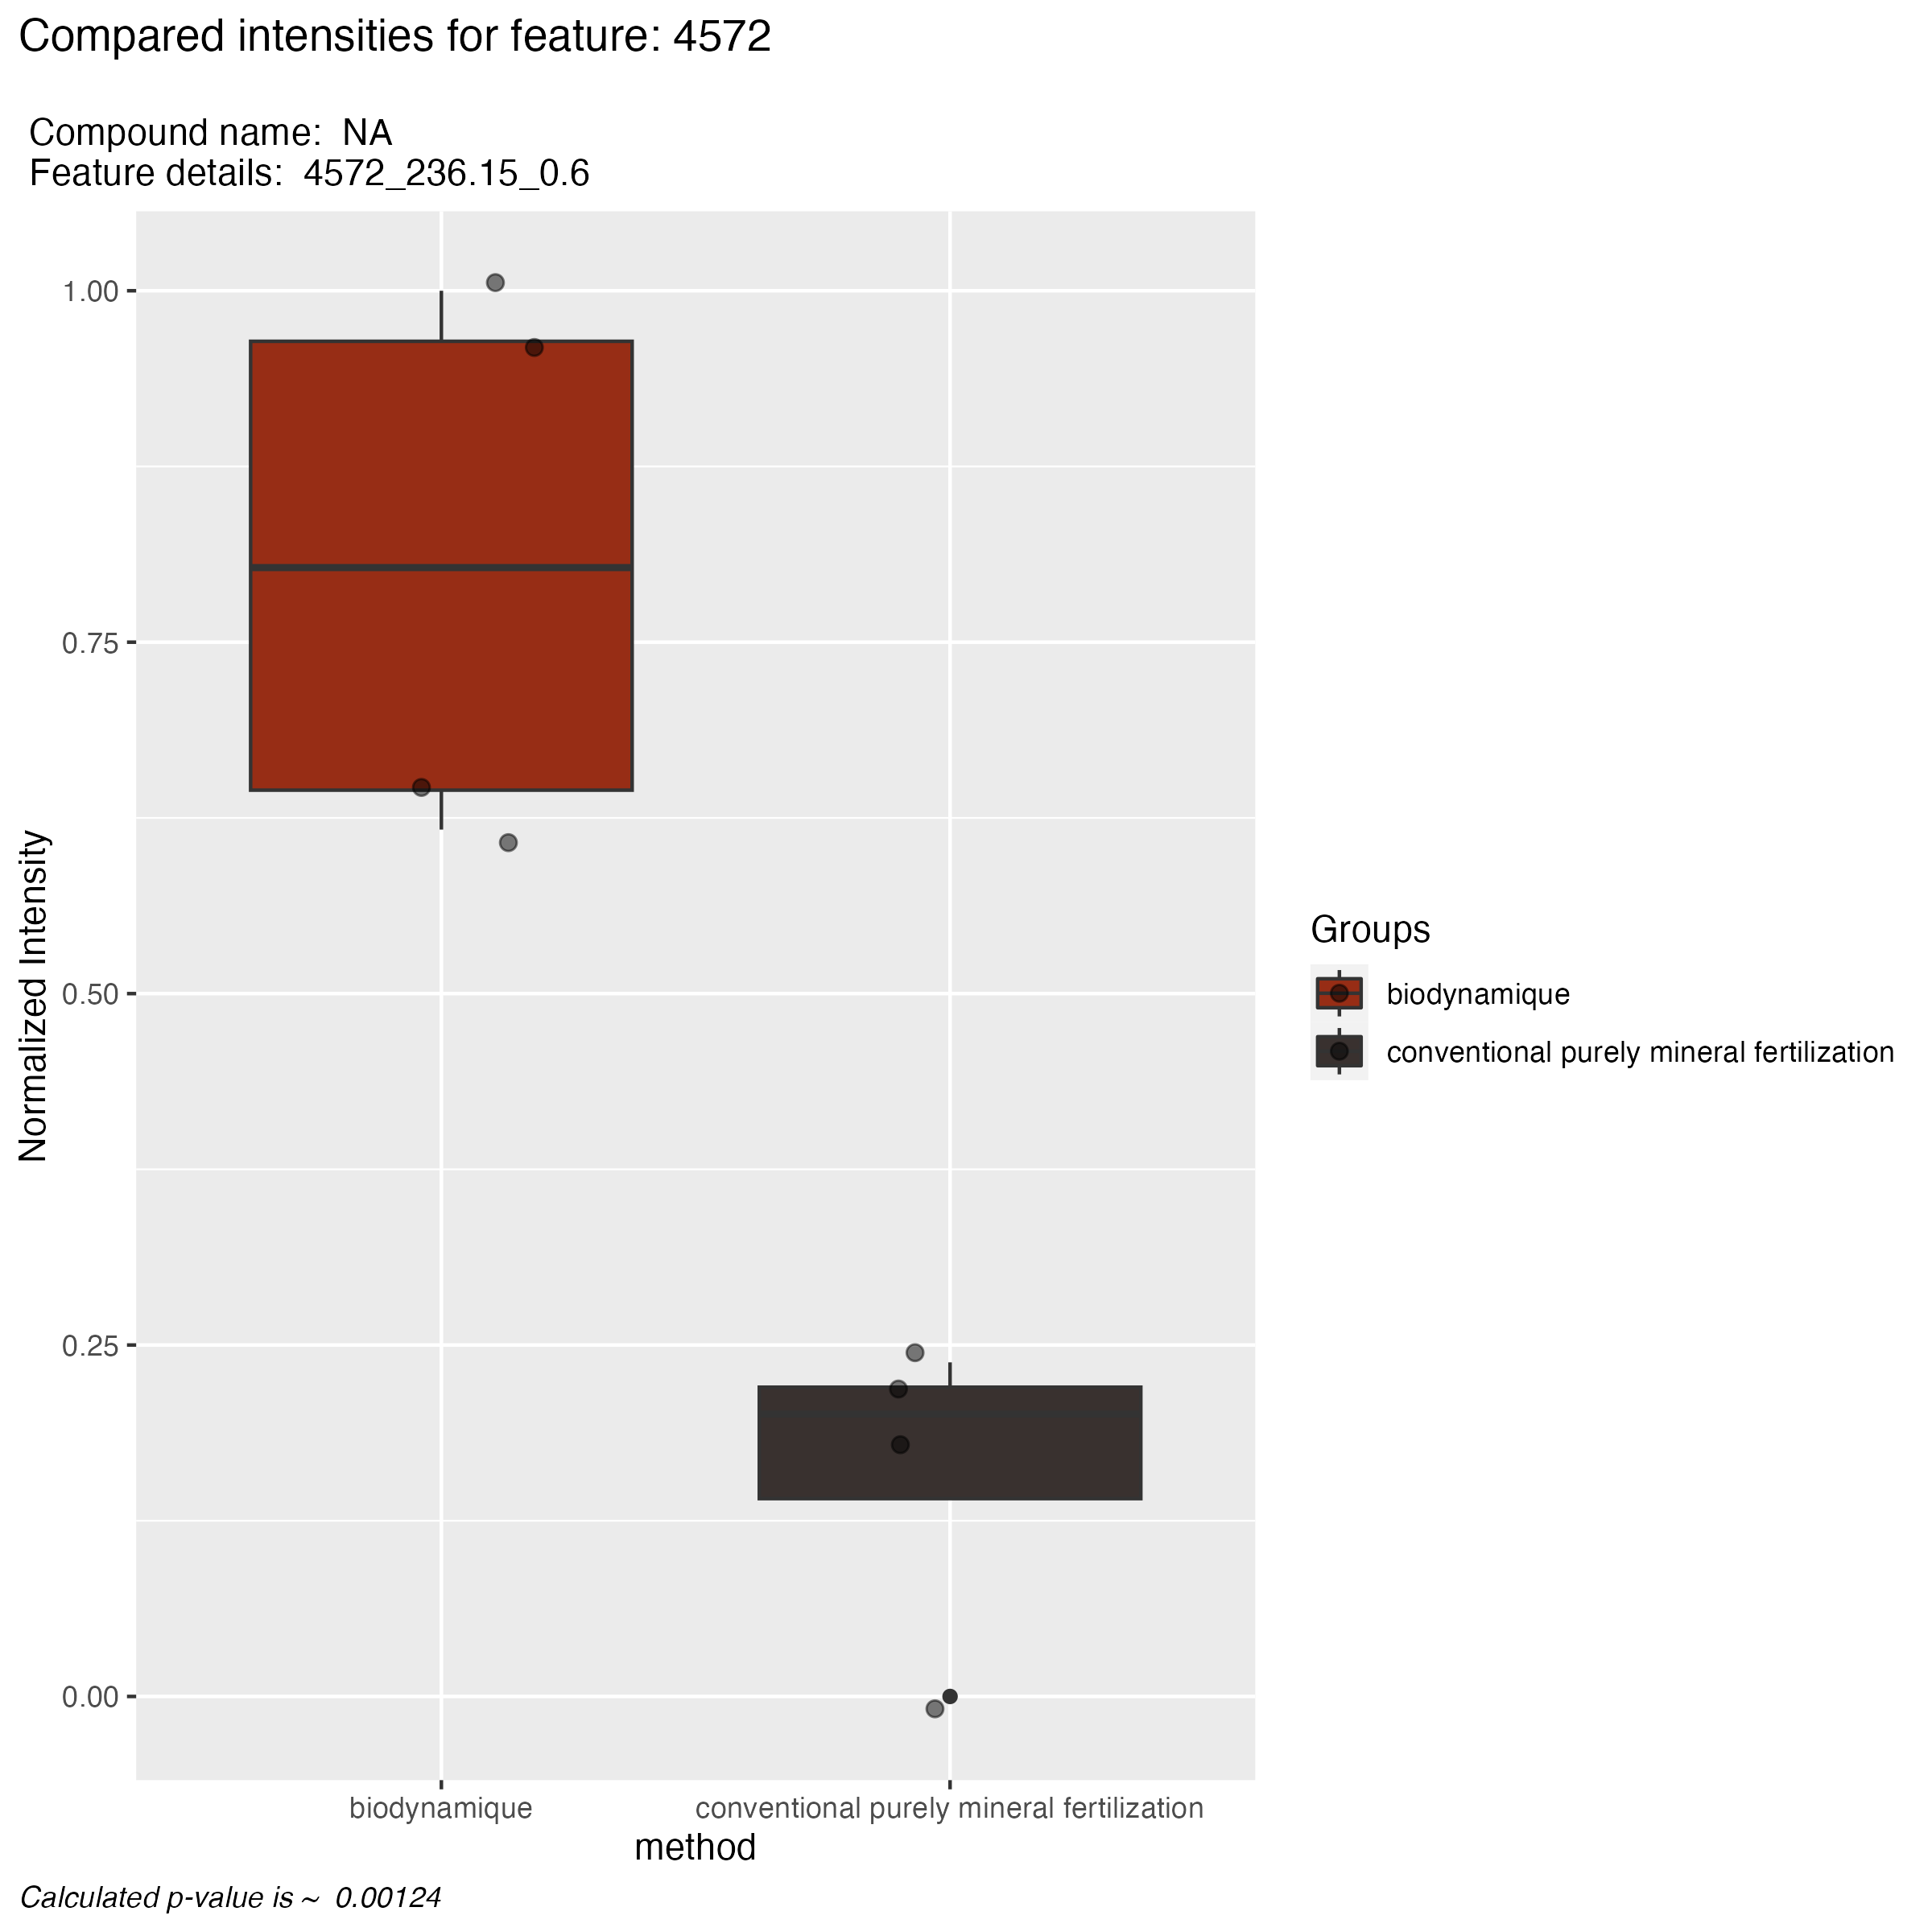 Compared intensities for feature: 4572
Compound name:  NA
Feature details:  4572_236.15_0.6
1.00
0.75
0.50
0.25
0.00
Normalized Intensity
biodynamique
conventional purely mineral fertilization
method
Groups
biodynamique
conventional purely mineral fertilization
Calculated p-value is ~  0.00124